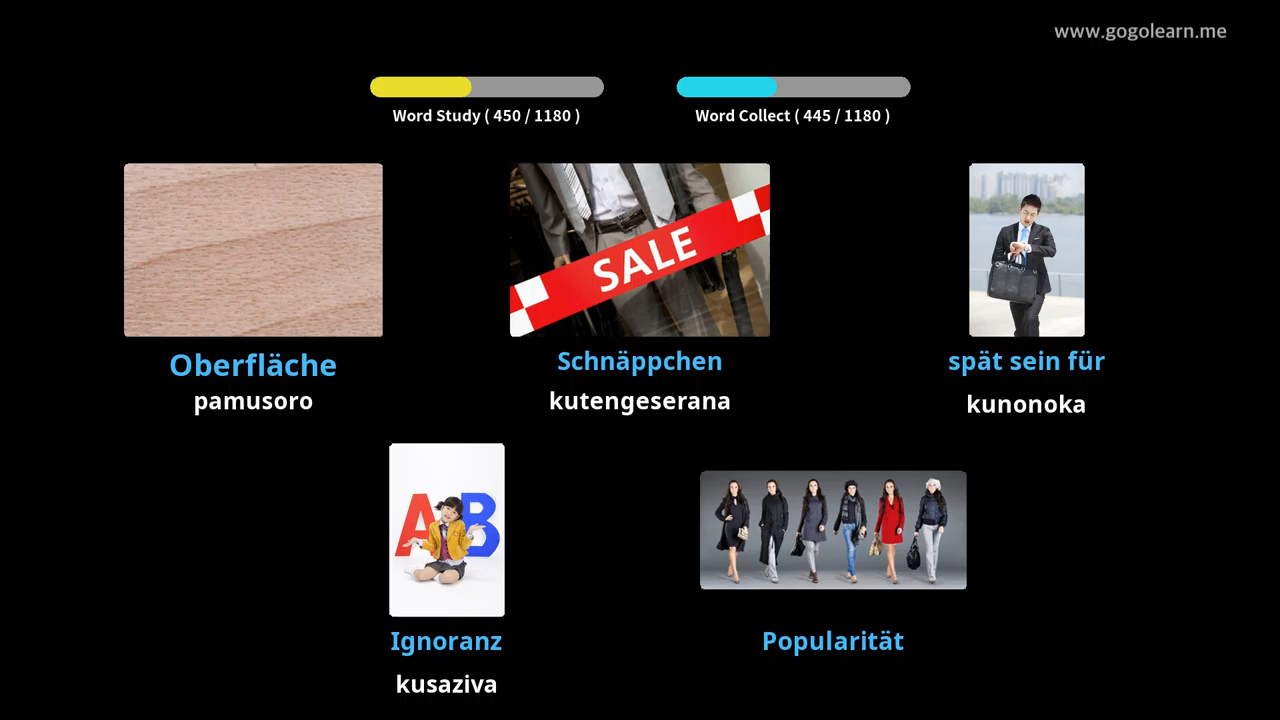 www.gogolearn.me
Word Study ( 450 / 1180 )
Word Collect ( 445 / 1180 )
SALE
Oberfläche
pamusoro
Schnäppchen
kutengeserana
spät sein für
kunonoka
A B
Ignoranz
kusaziva
Popularität